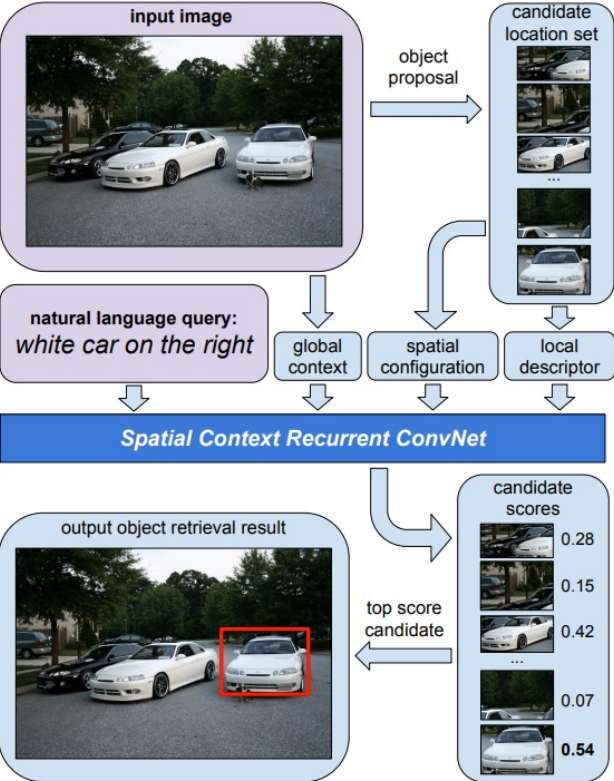 input image
object
proposal
candidate
location set
...
natural language query:
white car on the right
global
context
spatial
configuration
local
descriptor
Spatial Context Recurrent ConvNet
output object retrieval result
top score
candidate
candidate
scores
0.28
0.15
0.42
...
0.07
0.54